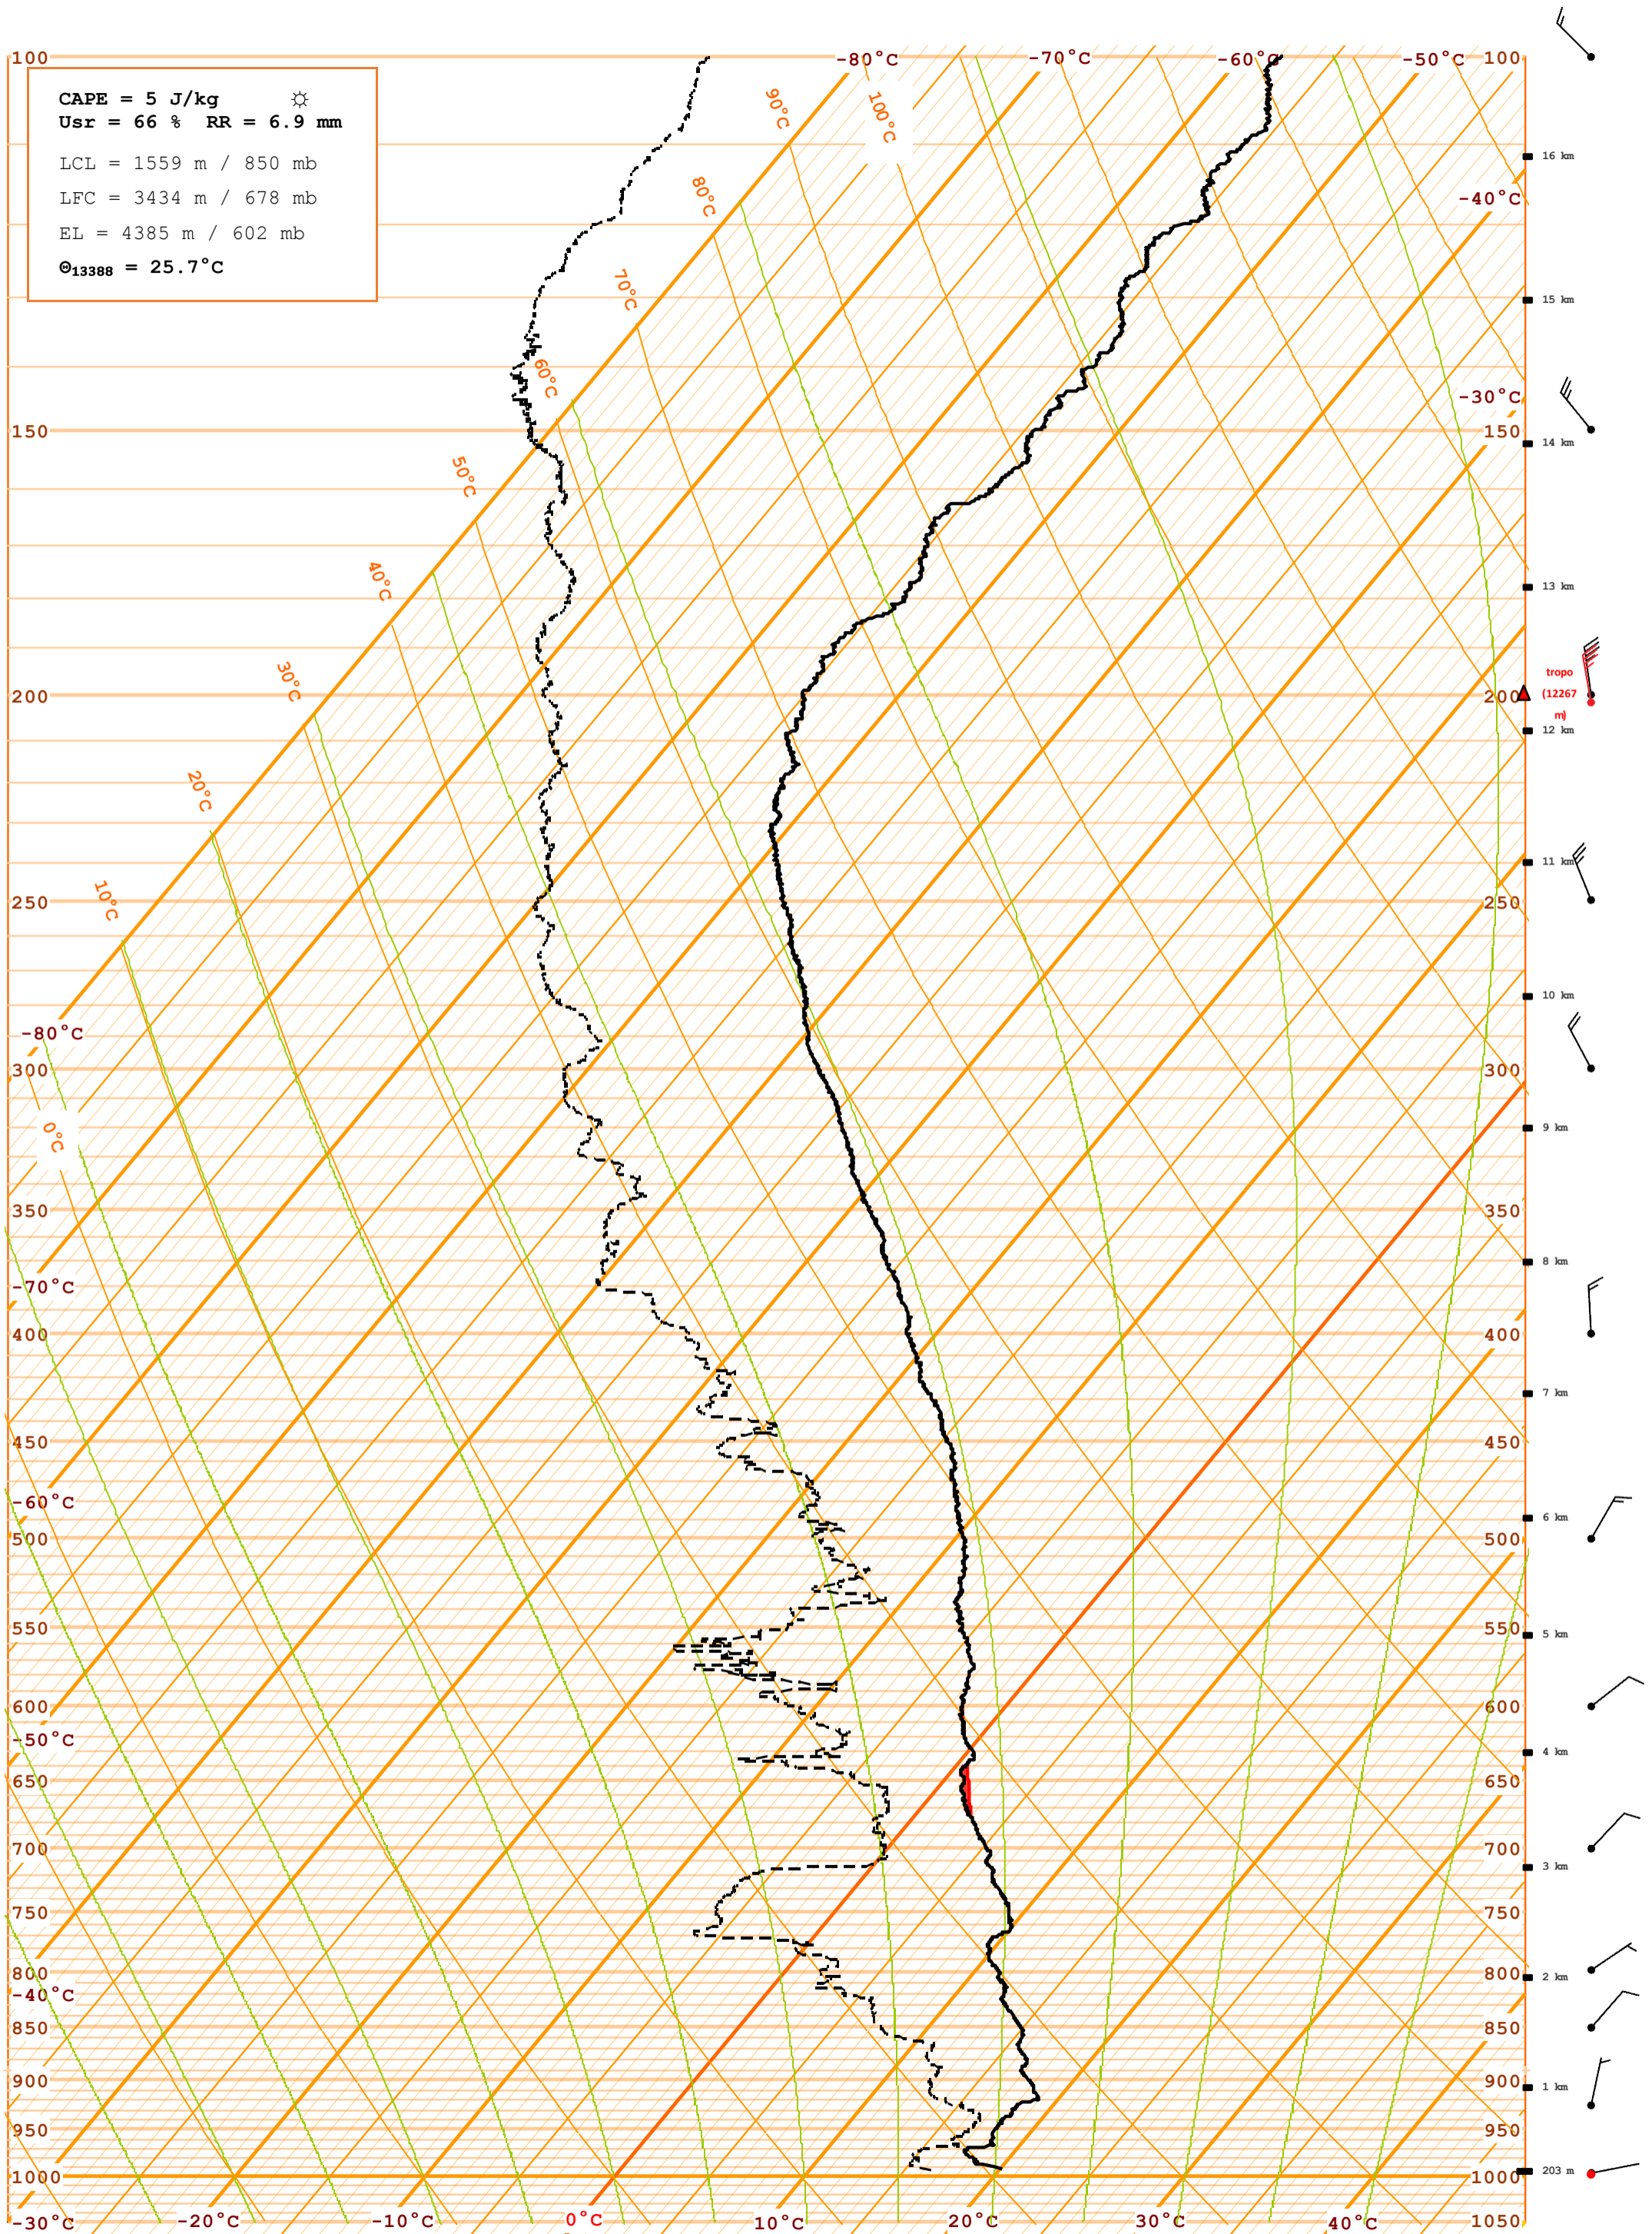 -80°C -70°C -60°C -50°C
100 100
CAPE = 5 J/kg ☼
Usr = 66 % RR = 6.9 mm
LCL = 1559 m / 850 mb
LFC = 3434 m / 678 mb
EL = 4385 m / 602 mb
Θ13388 = 25.7°C
90°C 100°C
16 km
80°C -40°C
70°C 15 km
60°C -30°C
150 150 14 km
50°C
40°C 13 km
30°C tropo
200 200 (12267
m)
12 km
20°C
11 km
10°C 250 250
10 km
-80°C
300 300
0°C 9 km
350 350
8 km
-70°C
400 400
7 km
450 450
-60°C 6 km
500 500
550 550 5 km
600 600
-50°C 4 km
650 650
700 700
3 km
750 750
800 800 2 km
-40°C
850 850
900 900 1 km
950 950
1000 1000 203 m
-30°C -20°C -10°C 0°C 10°C 20°C 30°C 40°C 1050